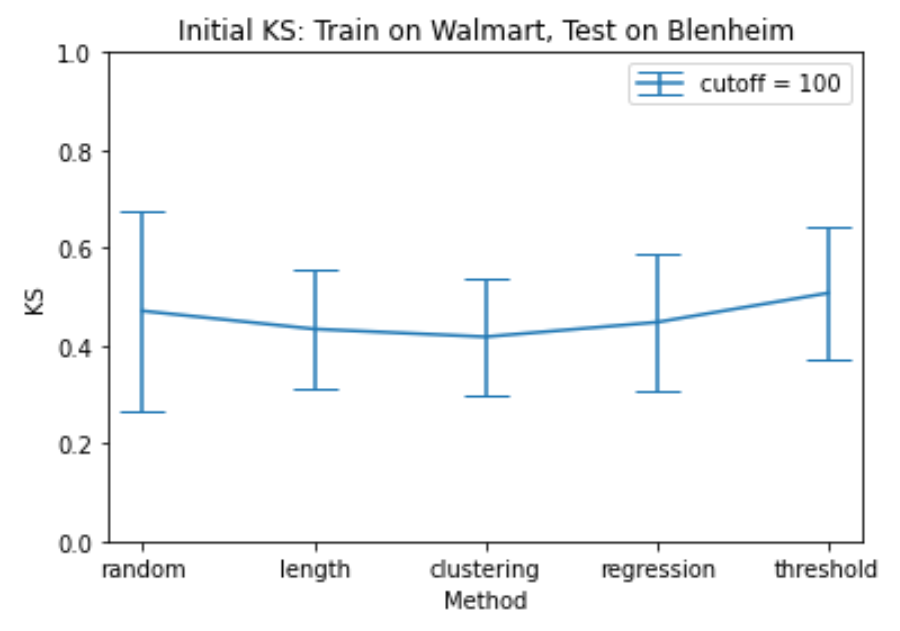 Initial KS: Train on Walmart, Test on Blenheim
cutoff = 100
1.0
0.8
0.6
0.4
0.2
0.0
KS
random length clustering regression threshold
Method